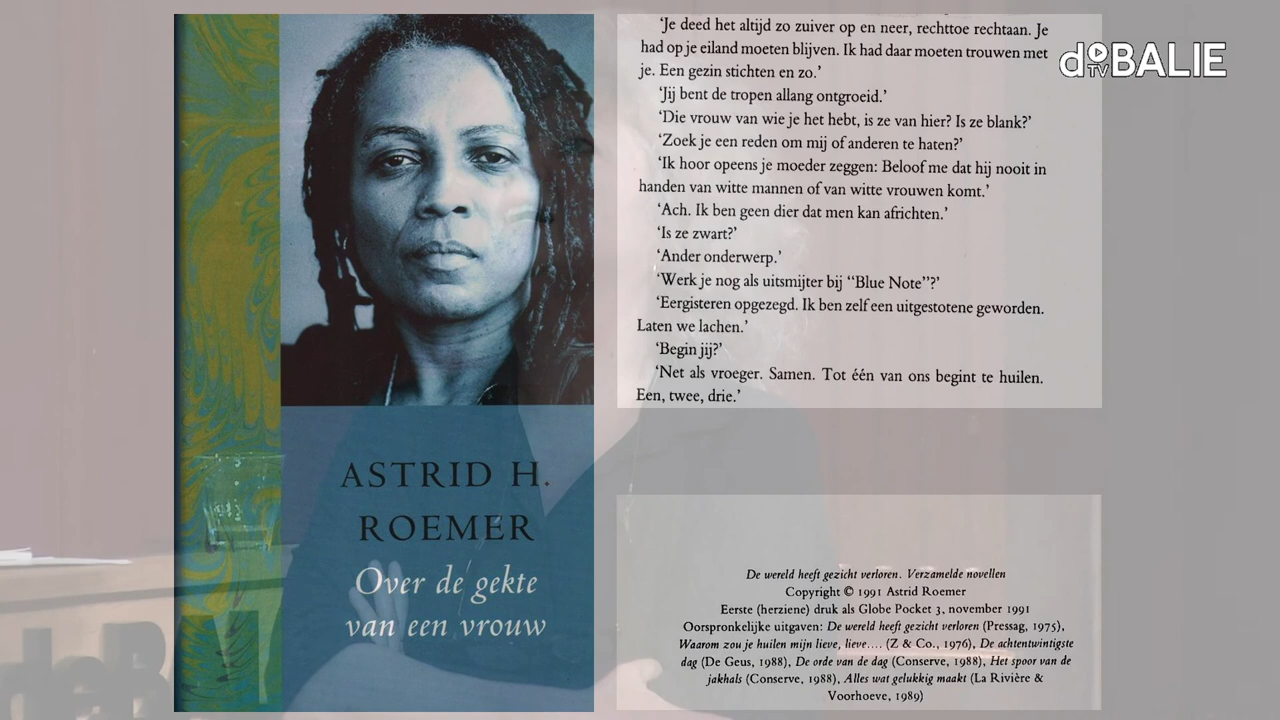 ASTRID H.
ROEMER
Over de gekte
van een vrouw
‘Je deed het altijd zo zuiver op en neer, rechttoe rechtaan. Je
had op je eiland moeten blijven. Ik had daar moeten trouwen met
je. Een gezin stichten en zo.’
‘Jij bent de tropen allang ontgroeid.’
‘Die vrouw van wie je het hebt, is ze van hier? Is ze blank?’
‘Zoek je een reden om mij of anderen te haten?’
‘Ik hoor opeens je moeder zeggen: Beloof me dat hij nooit in
handen van witte mannen of van witte vrouwen komt.’
‘Ach. Ik ben geen dier dat men kan africhten.’
‘Is ze zwart?’
‘Ander onderwerp.’
‘Werk je nog als uitsmijter bij “Blue Note”?’
‘Eergisteren opgezegd. Ik ben zelf een uitgestotene geworden.
Laten we lachen.’
‘Begin jij?’
‘Net als vroeger. Samen. Tot één van ons begint te huilen.
Een, twee, drie.’
dTVBALIE
De wereld heeft gezicht verloren. Verzamelde novellen
Copyright © 1991 Astrid Roemer
Eerste (herziene) druk als Globe Pocket 3, november 1991
Oorspronkelijke uitgaven: De wereld heeft gezicht verloren (Pressag, 1975),
Waarom zou je huilen mijn lieve, lieve.... (Z & Co., 1976), De achtentwintigste
dag (De Geus, 1988), De orde van de dag (Conserve, 1988), Het spoor van de
jakhals (Conserve, 1988), Alles wat gelukkig maakt (La Rivière &
Voorhoeve, 1989)